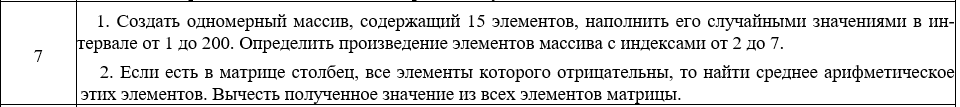 7
1. Создать одномерный массив, содержащий 15 элементов, наполнить его случайными значениями в ин-
тервале от 1 до 200. Определить произведение элементов массива с индексами от 2 до 7.
2. Если есть в матрице столбец, все элементы которого отрицательны, то найти среднее арифметическое
этих элементов. Вычесть полученное значение из всех элементов матрицы.